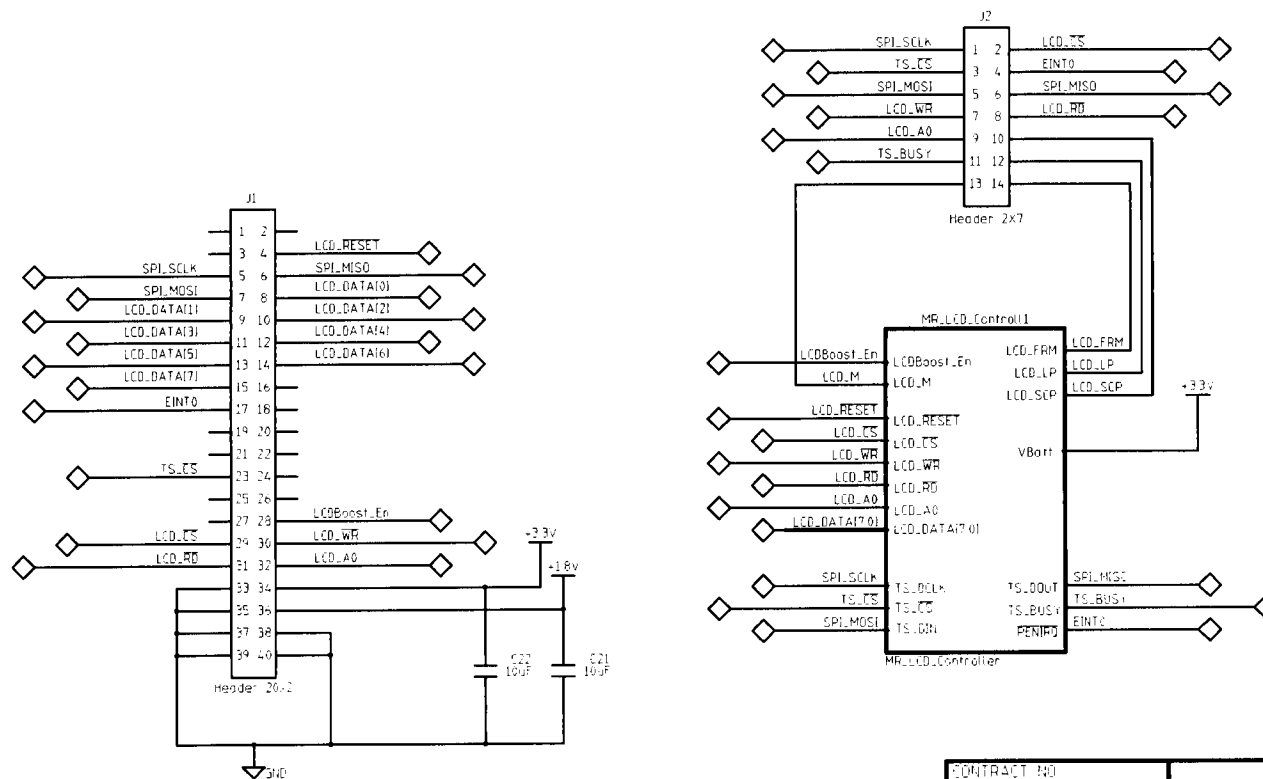 J1
1 2
3 4 LCD_RESET
SPI_SCLK 5 6 SPI_MISO
SPI_MOSI 7 8 LCD_DATA[0]
LCD_DATA[1] 9 10 LCD_DATA[2]
LCD_DATA[3] 11 12 LCD_DATA[4]
LCD_DATA[5] 13 14 LCD_DATA[6]
LCD_DATA[7] 15 16
EINT0 17 18
19 20
21 22
TS_CS 23 24
25 26
27 28 LCDBoost_En
LCD_CS 29 30 LCD_WR
LCD_RD 31 32 LCD_A0
33 34
35 36
37 38
39 40
Header 20x2
+3.3V
+1.8V
C22
10uF
C21
10uF
GND
J2
SPI_SCLK 1 2 LCD_CS
TS_CS 3 4 EINT0
SPI_MOSI 5 6 SPI_MISO
LCD_WR 7 8 LCD_RD
LCD_A0 9 10
TS_BUSY 11 12
13 14
Header 2X7
MR_LCD_Controll1
LCDBoost_En LCDBoost_En LCD_FRM LCD_FRM
LCD_M LCD_M LCD_LP LCD_LP
LCD_SCP LCD_SCP
+3.3V
LCD_RESET LCD_RESET
LCD_CS LCD_CS VBatt
LCD_WR LCD_WR
LCD_RD LCD_RD
LCD_A0 LCD_A0
LCD_DATA[7:0] LCD_DATA[7:0]
SPI_SCLK TS_DCLK TS_DOUT SPI_MISO
TS_CS TS_CS TS_BUSY TS_BUSY
SPI_MOSI TS_DIN PENIRQ EINT0
MR_LCD_Controller
CONTRACT NO